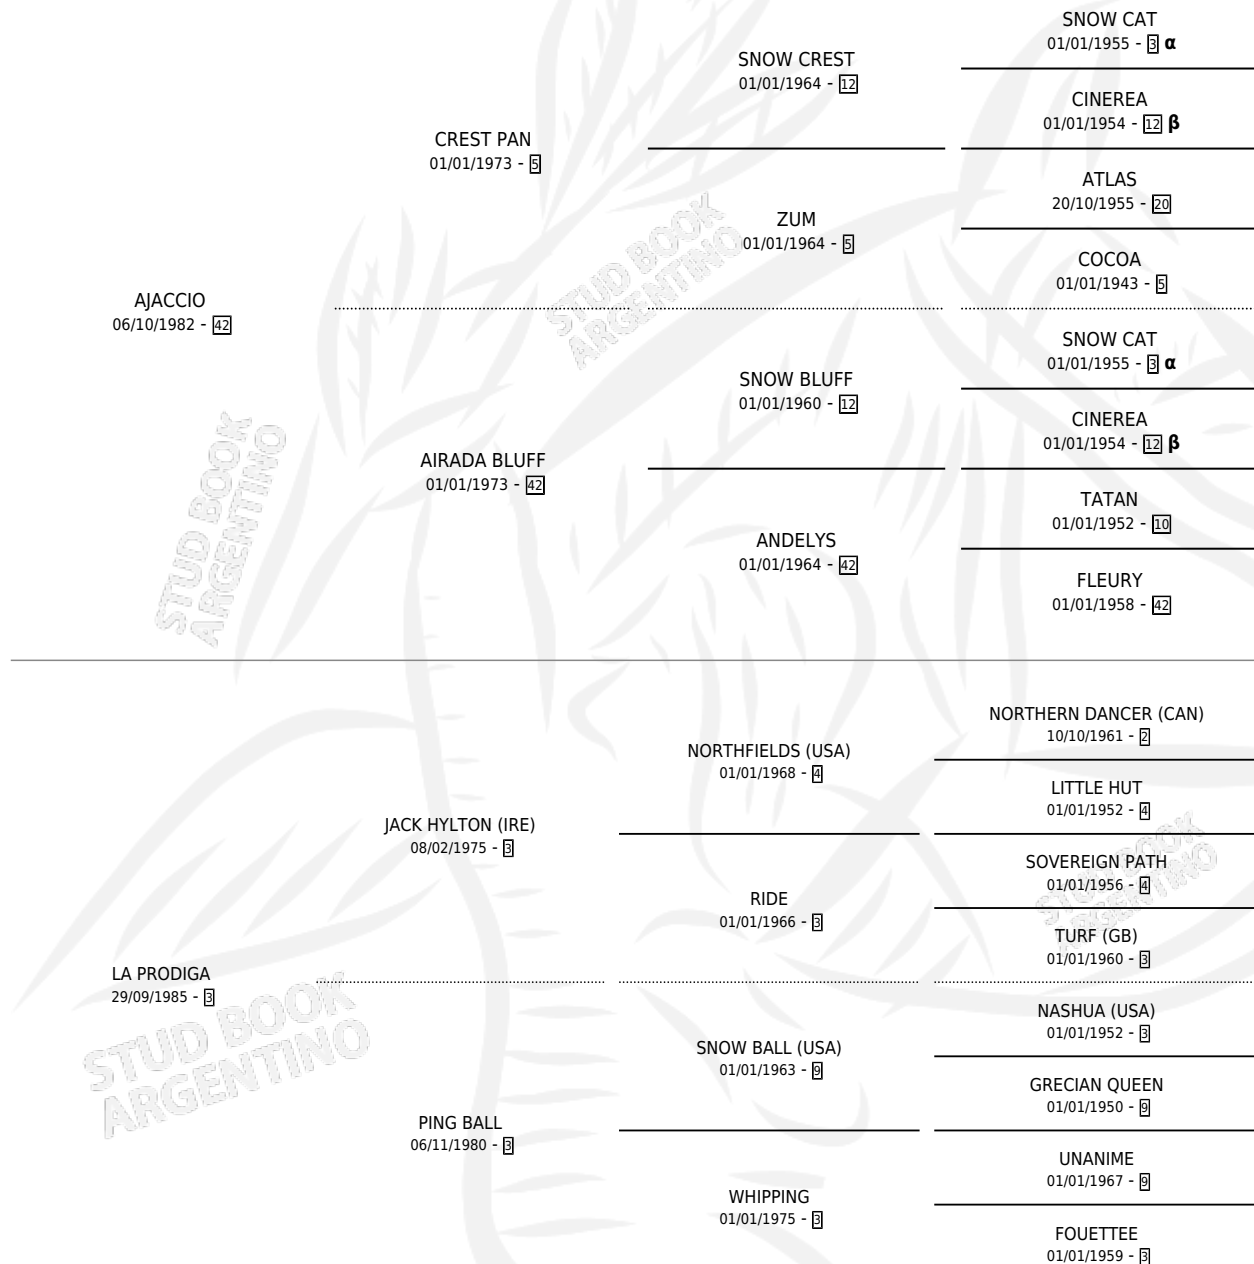 SNOW CAT
01/01/1955 - 3 α
SNOW CREST
01/01/1964 - 12
CINEREA
01/01/1954 - 12 β
CREST PAN
01/01/1973 - 5
ATLAS
20/10/1955 - 20
ZUM
01/01/1964 - 5
COCOA
01/01/1943 - 5
AJACCIO
06/10/1982 - 42
SNOW CAT
01/01/1955 - 3 α
SNOW BLUFF
01/01/1960 - 12
CINEREA
01/01/1954 - 12 β
AIRADA BLUFF
01/01/1973 - 42
TATAN
01/01/1952 - 10
ANDELYS
01/01/1964 - 42
FLEURY
01/01/1958 - 42
NORTHERN DANCER (CAN)
10/10/1961 - 2
NORTHFIELDS (USA)
01/01/1968 - 4
LITTLE HUT
01/01/1952 - 4
JACK HYLTON (IRE)
08/02/1975 - 3
SOVEREIGN PATH
01/01/1956 - 4
RIDE
01/01/1966 - 3
TURF (GB)
01/01/1960 - 3
LA PRODIGA
29/09/1985 - 3
NASHUA (USA)
01/01/1952 - 3
SNOW BALL (USA)
01/01/1963 - 9
GRECIAN QUEEN
01/01/1950 - 9
PING BALL
06/11/1980 - 3
UNANIME
01/01/1967 - 9
WHIPPING
01/01/1975 - 3
FOUETTEE
01/01/1959 - 3
STUD BOOK
ARGENTINO
STUD BOOK
ARGENTINO
STUD BOOK
ARGENTINO
STUD BOOK
ARGENTINO